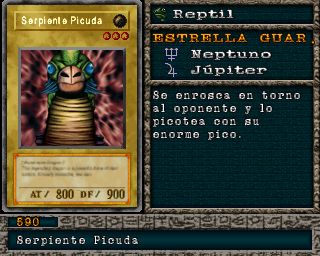 Serpiente Picuda
AT/ 800 DF/ 900
Reptil
ESTRELLA GUAR.
Neptuno
Júpiter
Se enrosca en torno
al oponente y lo
picotea con su
enorme pico.
590
Serpiente Picuda